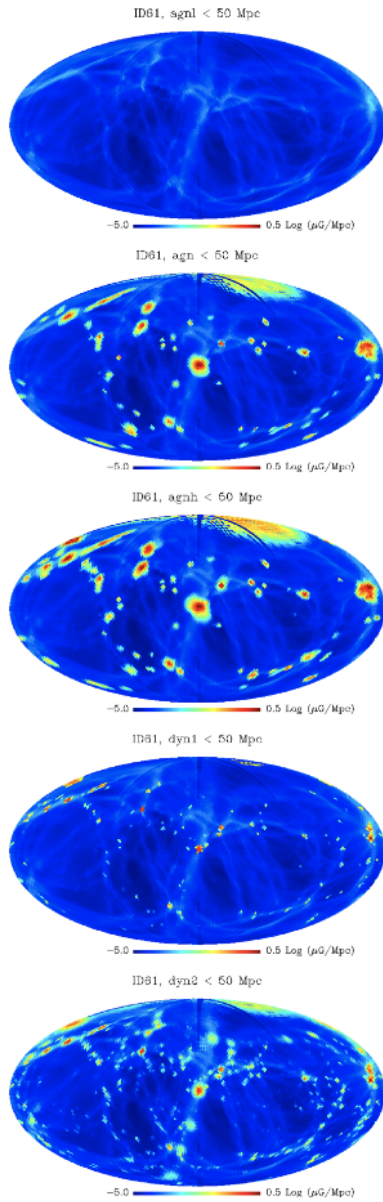 ID61, agnl < 50 Mpc
−5.0 0.5 Log (μG/Mpc)
ID61, agn < 50 Mpc
−5.0 0.5 Log (μG/Mpc)
ID61, agnh < 50 Mpc
−5.0 0.5 Log (μG/Mpc)
ID61, dyn1 < 50 Mpc
−5.0 0.5 Log (μG/Mpc)
ID61, dyn2 < 50 Mpc
−5.0 0.5 Log (μG/Mpc)